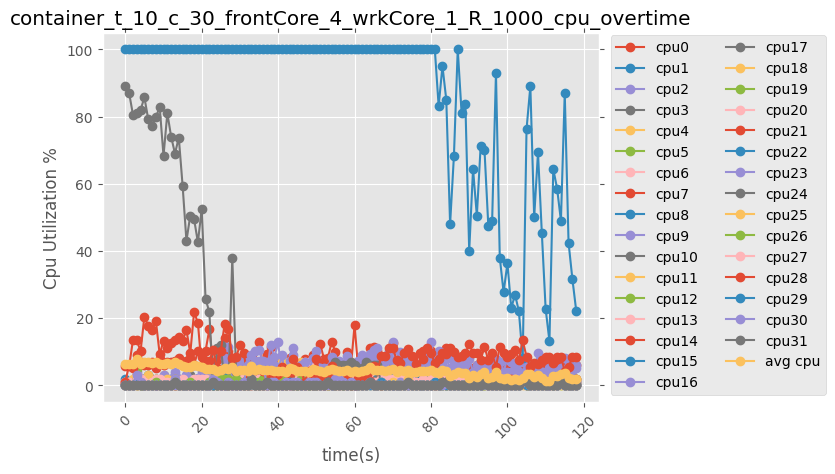 container_t_10_c_30_frontCore_4_wrkCore_1_R_1000_cpu_overtime
Cpu Utilization %
100
80
60
40
20
0
0
20
40
60
80
100
120
time(s)
cpu0
cpu1
cpu2
cpu3
cpu4
cpu5
cpu6
cpu7
cpu8
cpu9
cpu10
cpu11
cpu12
cpu13
cpu14
cpu15
cpu16
cpu17
cpu18
cpu19
cpu20
cpu21
cpu22
cpu23
cpu24
cpu25
cpu26
cpu27
cpu28
cpu29
cpu30
cpu31
avg cpu